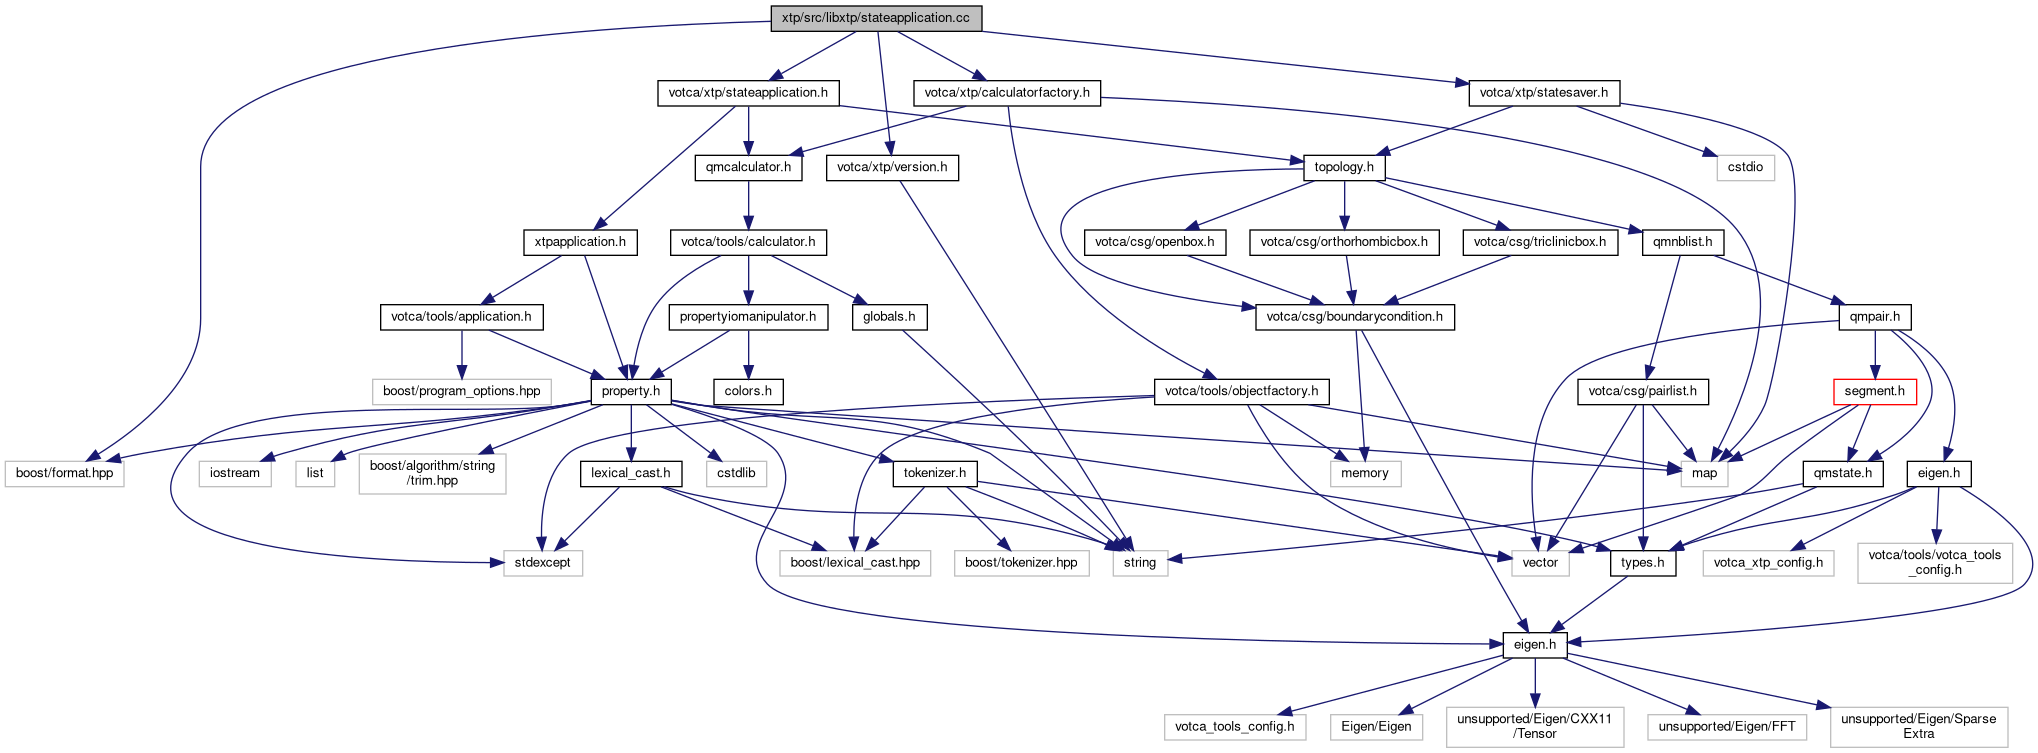 xtp/src/libxtp/stateapplication.cc
votca/xtp/stateapplication.h
votca/xtp/calculatorfactory.h
votca/xtp/statesaver.h
qmcalculator.h
votca/xtp/version.h
topology.h
cstdio
xtpapplication.h
votca/tools/calculator.h
votca/csg/openbox.h
votca/csg/orthorhombicbox.h
votca/csg/triclinicbox.h
qmnblist.h
votca/tools/application.h
propertyiomanipulator.h
globals.h
votca/csg/boundarycondition.h
qmpair.h
boost/program_options.hpp
property.h
colors.h
votca/tools/objectfactory.h
votca/csg/pairlist.h
segment.h
boost/format.hpp
iostream
list
boost/algorithm/string
/trim.hpp
lexical_cast.h
cstdlib
tokenizer.h
memory
map
qmstate.h
eigen.h
stdexcept
boost/lexical_cast.hpp
boost/tokenizer.hpp
string
vector
types.h
votca_xtp_config.h
votca/tools/votca_tools
_config.h
eigen.h
votca_tools_config.h
Eigen/Eigen
unsupported/Eigen/CXX11
/Tensor
unsupported/Eigen/FFT
unsupported/Eigen/Sparse
Extra